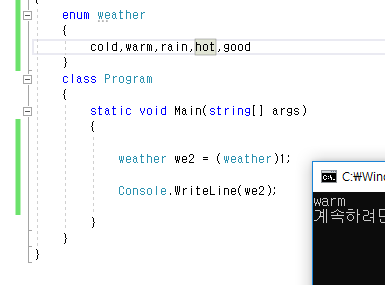 {
enum weather
{
cold,warm,rain,hot,good
}
class Program
{
static void Main(string[] args)
{
weather we2 = (weather)1;
Console.WriteLine(we2);
}
}
}
C:\Wind
warm
계속하려면